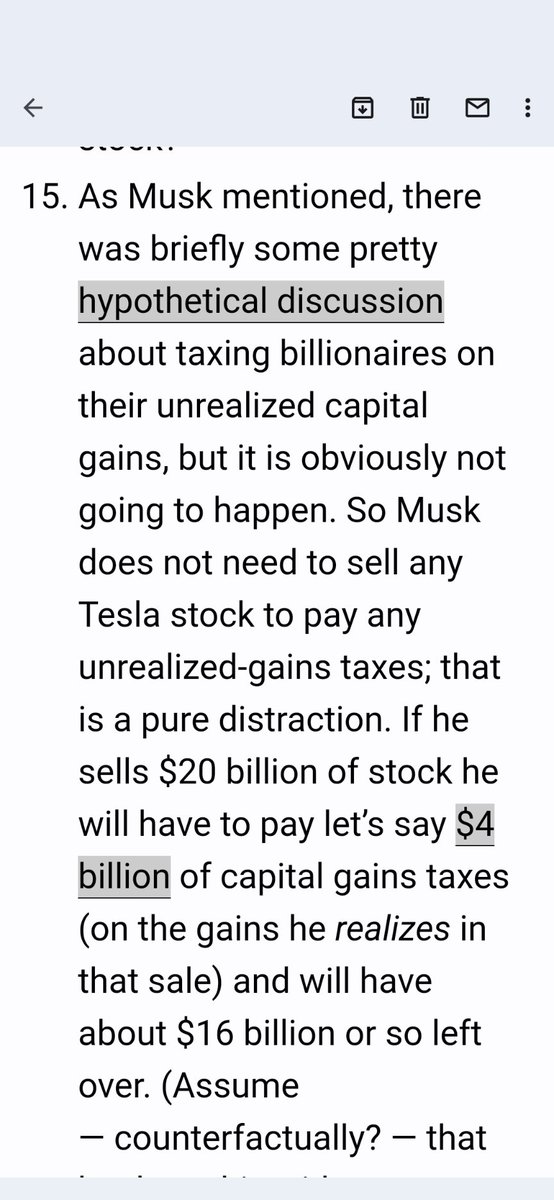 15. As Musk mentioned, there
was briefly some pretty
hypothetical discussion
about taxing billionaires on
their unrealized capital
gains, but it is obviously not
going to happen. So Musk
does not need to sell any
Tesla stock to pay any
unrealized-gains taxes; that
is a pure distraction. If he
sells $20 billion of stock he
will have to pay let’s say $4
billion of capital gains taxes
(on the gains he realizes in
that sale) and will have
about $16 billion or so left
over. (Assume
— counterfactually? — that